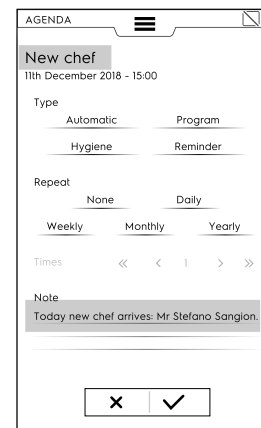 AGENDA
New chef
11th December 2018 - 15:00
Type
Automatic Program
Hygiene Reminder
Repeat
None Daily
Weekly Monthly Yearly
Times « < 1 > »
Note
Today new chef arrives: Mr Stefano Sangion.